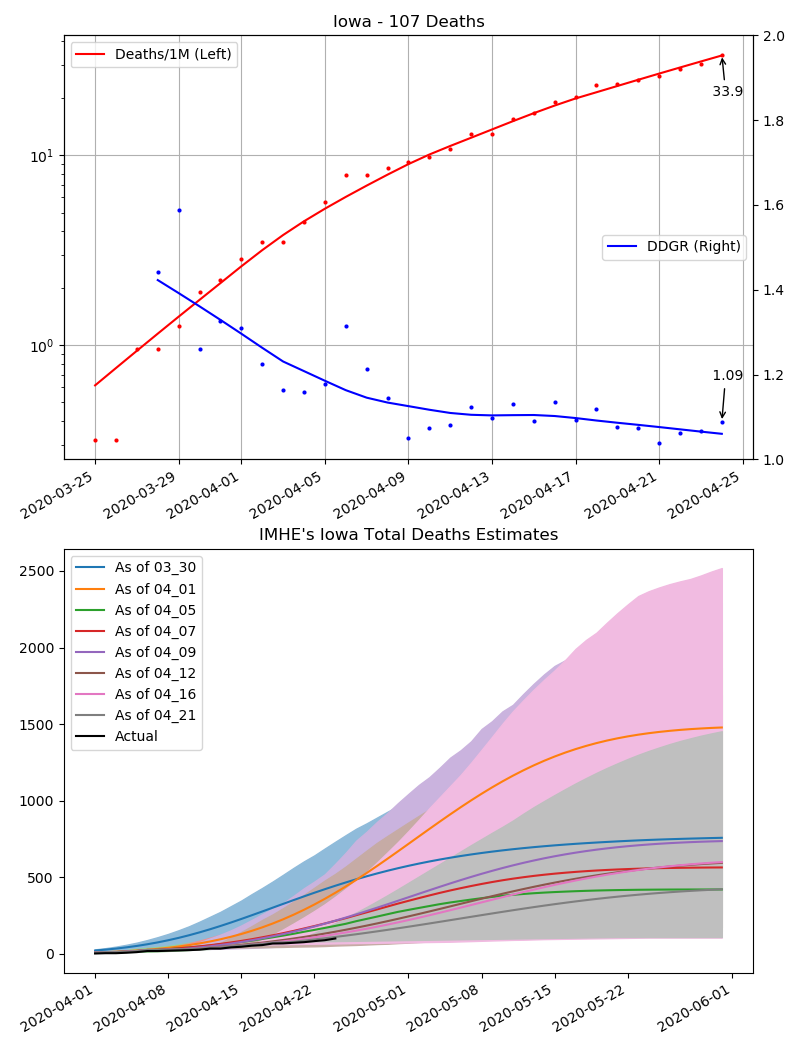 Iowa - 107 Deaths
Deaths/1M (Left)
DDGR (Right)
33.9
1.09
10¹
10⁰
2.0
1.8
1.6
1.4
1.2
1.0
2020-03-25
2020-03-29
2020-04-01
2020-04-05
2020-04-09
2020-04-13
2020-04-17
2020-04-21
2020-04-25
IMHE's Iowa Total Deaths Estimates
As of 03_30
As of 04_01
As of 04_05
As of 04_07
As of 04_09
As of 04_12
As of 04_16
As of 04_21
Actual
2500
2000
1500
1000
500
0
2020-04-01
2020-04-08
2020-04-15
2020-04-22
2020-05-01
2020-05-08
2020-05-15
2020-05-22
2020-06-01